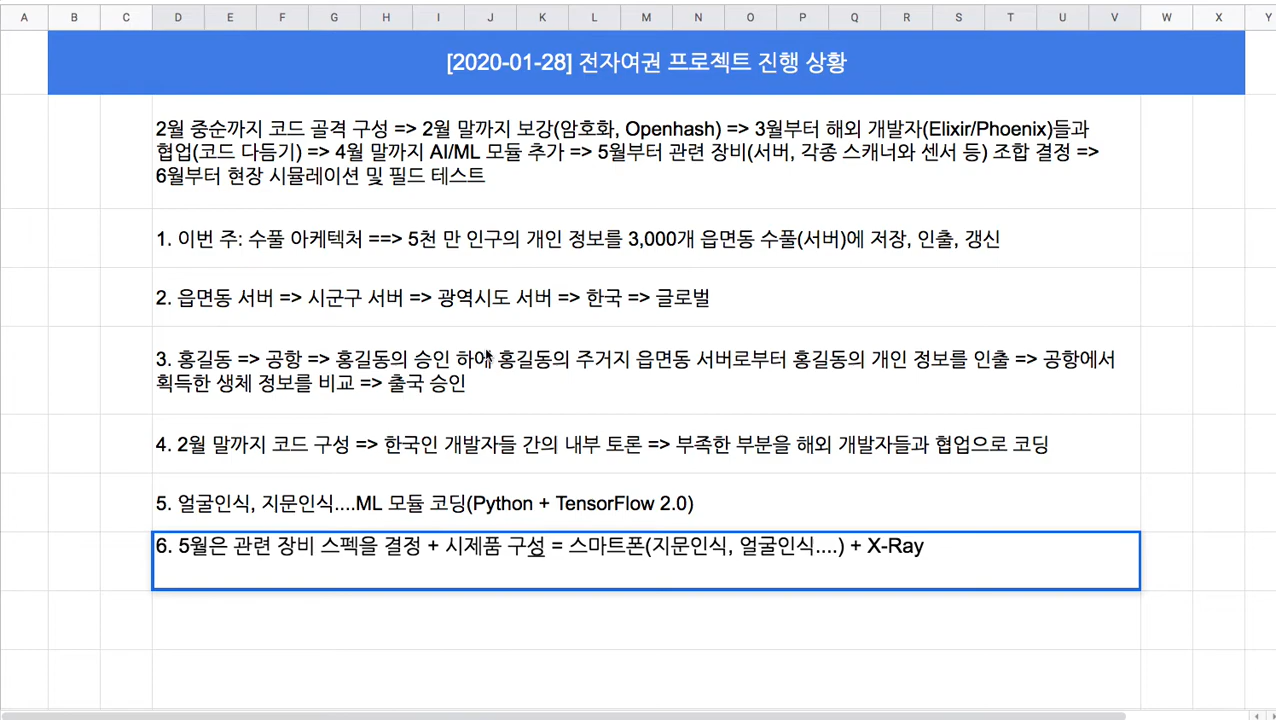 A B C D E F G H I J K L M N O P Q R S T U V W X Y
[2020-01-28] 전자여권 프로젝트 진행 상황
2월 중순까지 코드 골격 구성 => 2월 말까지 보강(암호화, Openhash) => 3월부터 해외 개발자(Elixir/Phoenix)들과
협업(코드 다듬기) => 4월 말까지 AI/ML 모듈 추가 => 5월부터 관련 장비(서버, 각종 스캐너와 센서 등) 조합 결정 =>
6월부터 현장 시뮬레이션 및 필드 테스트
1. 이번 주: 수풀 아케텍처 ==> 5천 만 인구의 개인 정보를 3,000개 읍면동 수풀(서버)에 저장, 인출, 갱신
2. 읍면동 서버 => 시군구 서버 => 광역시도 서버 => 한국 => 글로벌
3. 홍길동 => 공항 => 홍길동의 승인 하에 홍길동의 주거지 읍면동 서버로부터 홍길동의 개인 정보를 인출 => 공항에서
획득한 생체 정보를 비교 => 출국 승인
4. 2월 말까지 코드 구성 => 한국인 개발자들 간의 내부 토론 => 부족한 부분을 해외 개발자들과 협업으로 코딩
5. 얼굴인식, 지문인식....ML 모듈 코딩(Python + TensorFlow 2.0)
6. 5월은 관련 장비 스펙을 결정 + 시제품 구성 = 스마트폰(지문인식, 얼굴인식....) + X-Ray